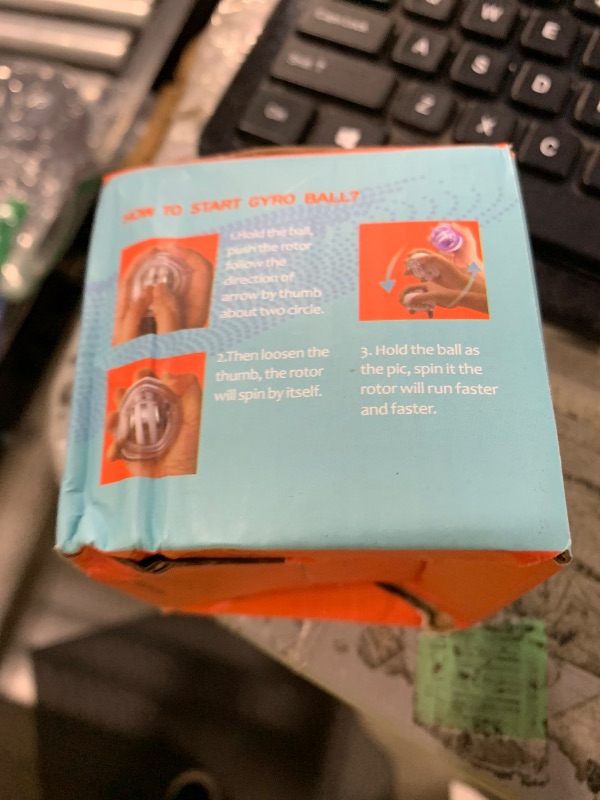 HOW TO START GYRO BALL?
1.Hold the ball,
push the rotor
follow the
direction of
arrow by thumb
about two circle.
2.Then loosen the
thumb, the rotor
will spin by itself.
3. Hold the ball as
the pic, spin it the
rotor will run faster
and faster.
W
E
A
S
D
Z
X
C